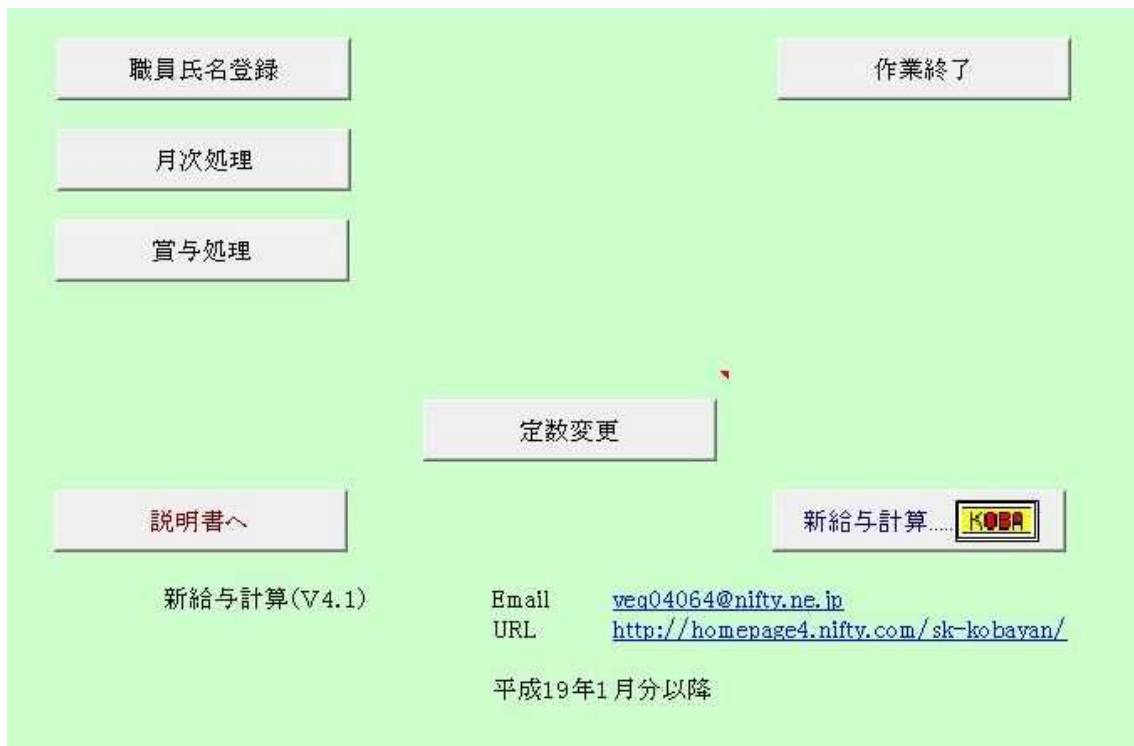 職員氏名登録
作業終了
月次処理
賞与処理
定数変更
説明書へ
新給与計算..... KOBA
新給与計算(V4.1)
Email veq04064@nifty.ne.jp
URL http://homepage4.nifty.com/sk-kobayan/
平成19年1月分以降